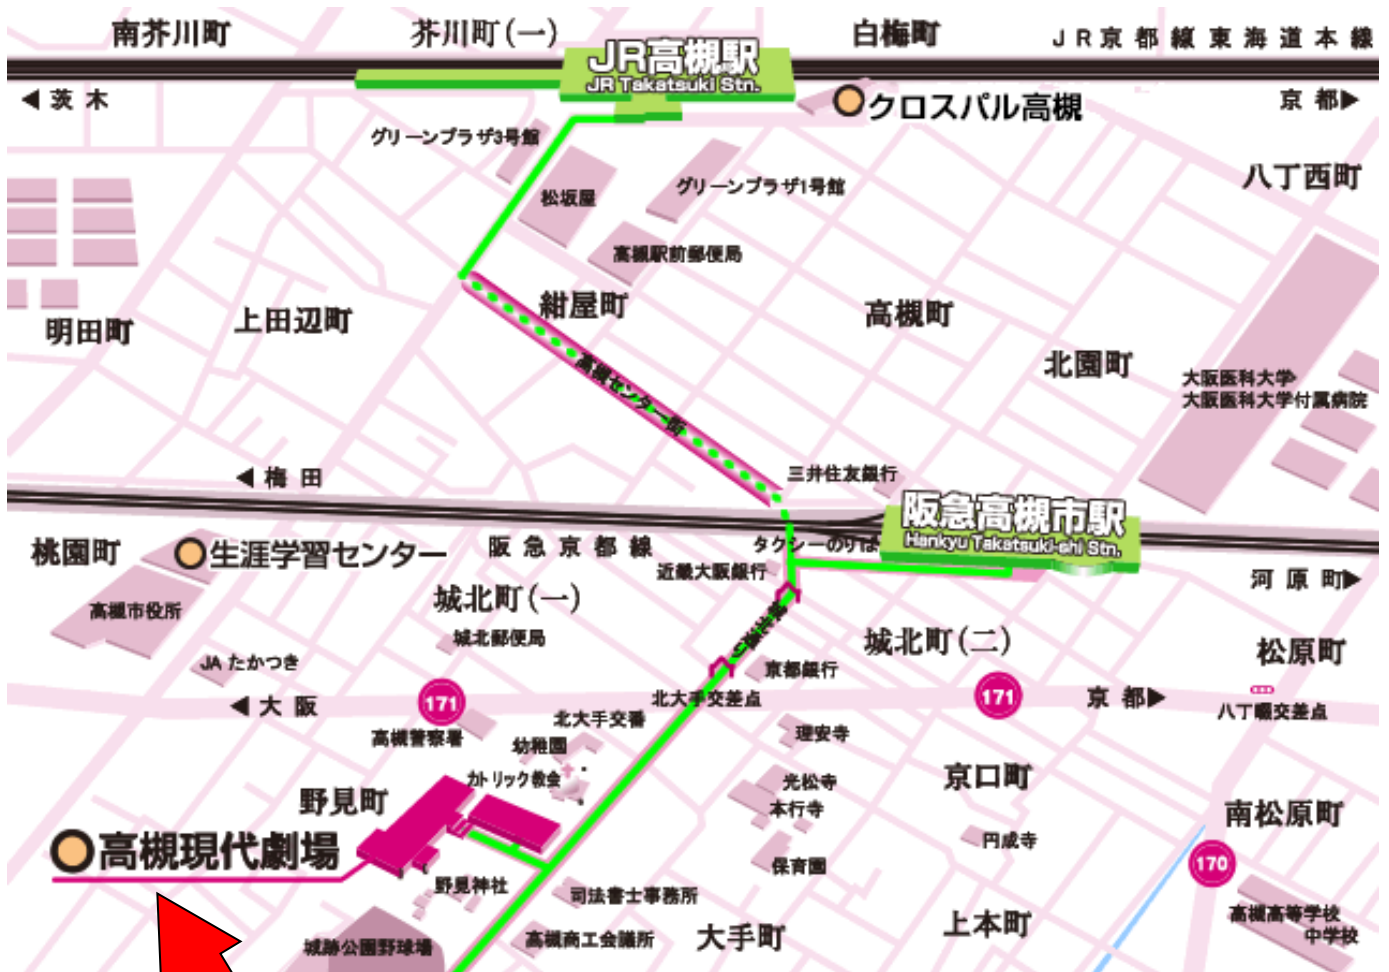 南芥川町
芥川町(一)
JR高槻駅
JR Takatsuki Stn.
白梅町
JR京都線東海道本線
茨木
クロスパル高槻
京都
グリーンプラザ3号館
松坂屋
グリーンプラザ1号館
八丁西町
高槻駅前郵便局
紺屋町
高槻町
明田町
上田辺町
北園町
高槻センター街
大阪医科大学
大阪医科大学付属病院
梅田
三井住友銀行
阪急高槻市駅
Hankyu Takatsuki-shi Stn.
桃園町
生涯学習センター
阪急京都線
タクシーのりば
近畿大阪銀行
河原町
高槻市役所
城北町(一)
城北郵便局
城北町(二)
松原町
JAたかつき
京都銀行
171
171
大阪
北大手交差点
京都
八丁畷交差点
高槻警察署
北大手交番
幼稚園
理安寺
カトリック教会
光松寺
京口町
野見町
本行寺
南松原町
高槻現代劇場
円成寺
保育園
170
野見神社
司法書士事務所
高槻高等学校
中学校
城跡公園野球場
高槻商工会議所
大手町
上本町